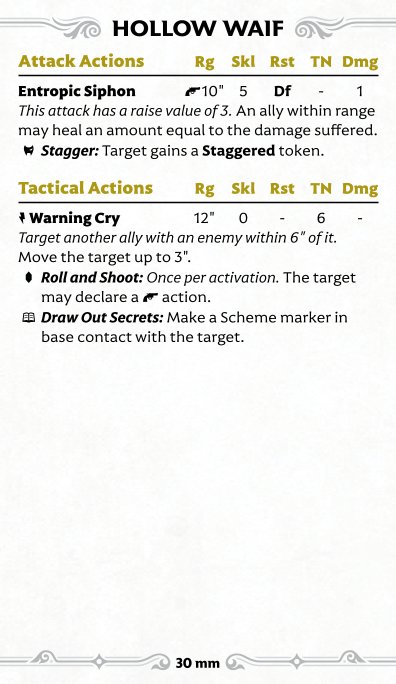 HOLLOW WAIF
Attack Actions Rg Skl Rst TN Dmg
Entropic Siphon 10" 5 Df - 1
This attack has a raise value of 3. An ally within range
may heal an amount equal to the damage suffered.
Stagger: Target gains a Staggered token.
Tactical Actions Rg Skl Rst TN Dmg
Warning Cry 12" 0 - 6 -
Target another ally with an enemy within 6" of it.
Move the target up to 3".
Roll and Shoot: Once per activation. The target
may declare a action.
Draw Out Secrets: Make a Scheme marker in
base contact with the target.
30 mm